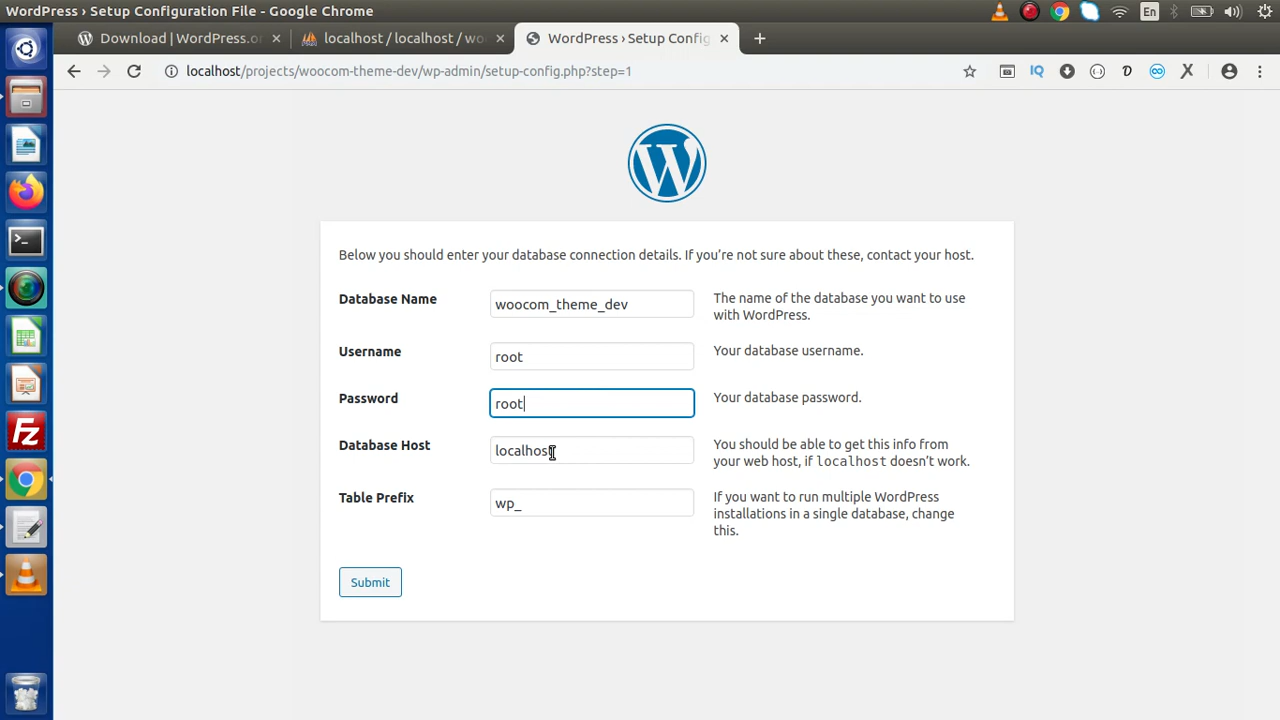 WordPress › Setup Configuration File - Google Chrome
En
Download | WordPress.or
localhost / localhost / wo
WordPress › Setup Config
localhost/projects/woocom-theme-dev/wp-admin/setup-config.php?step=1
IQ
Below you should enter your database connection details. If you're not sure about these, contact your host.
Database Name
woocom_theme_dev
The name of the database you want to use
with WordPress.
Username
root
Your database username.
Password
root
Your database password.
Database Host
localhost
You should be able to get this info from
your web host, if localhost doesn't work.
Table Prefix
wp_
If you want to run multiple WordPress
installations in a single database, change
this.
Submit